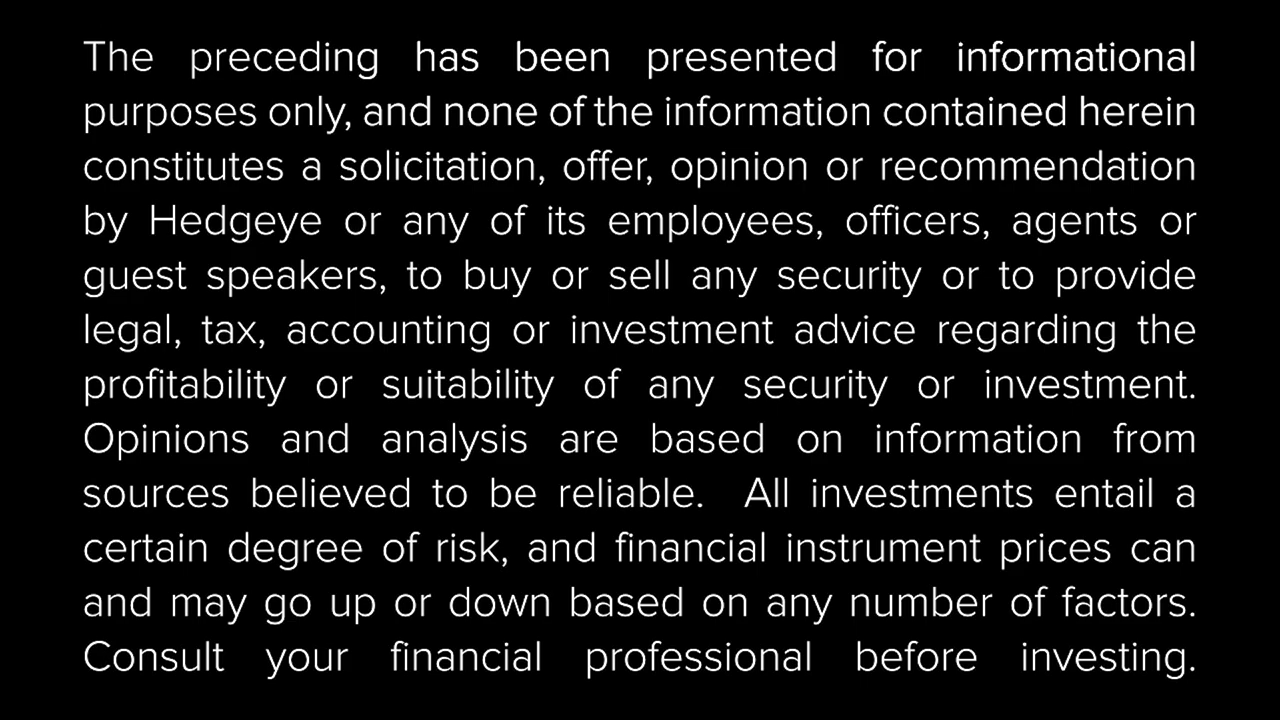 The preceding has been presented for informational
purposes only, and none of the information contained herein
constitutes a solicitation, offer, opinion or recommendation
by Hedgeye or any of its employees, officers, agents or
guest speakers, to buy or sell any security or to provide
legal, tax, accounting or investment advice regarding the
profitability or suitability of any security or investment.
Opinions and analysis are based on information from
sources believed to be reliable.  All investments entail a
certain degree of risk, and financial instrument prices can
and may go up or down based on any number of factors.
Consult your financial professional before investing.